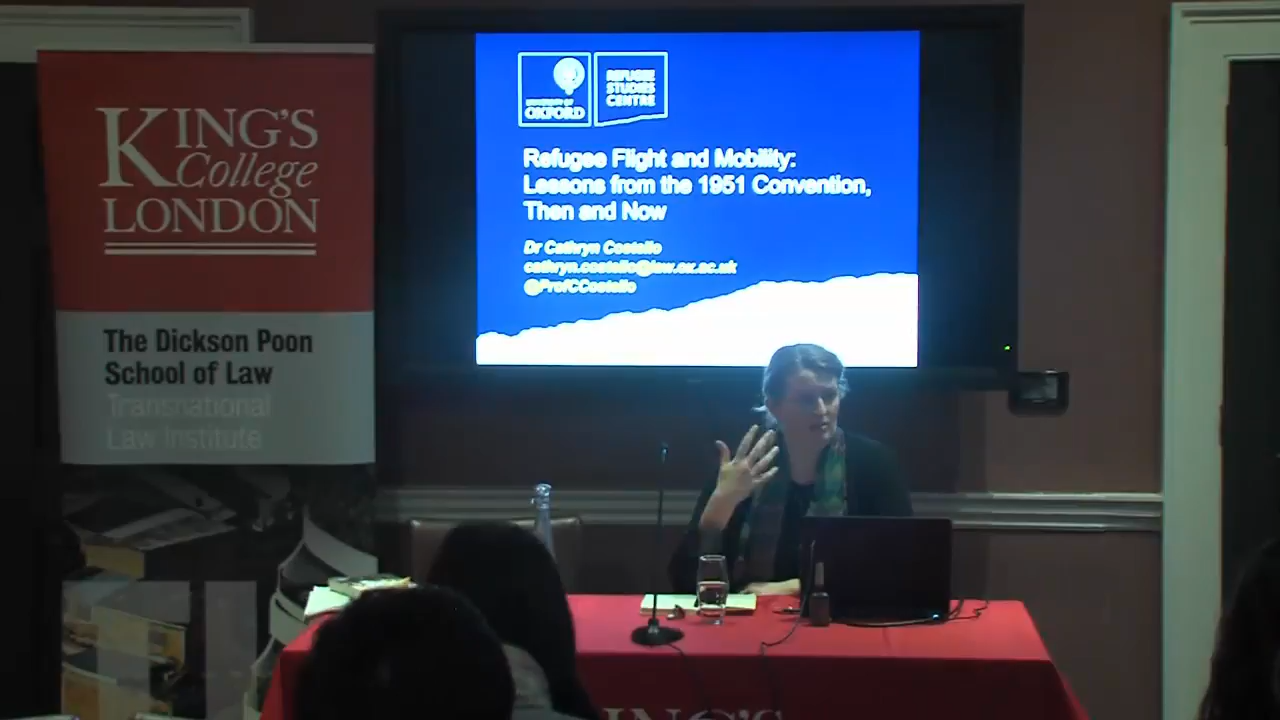 KING'S
College
LONDON
The Dickson Poon
School of Law
Transnational
Law Institute
UNIVERSITY OF
OXFORD
REFUGEE
STUDIES
CENTRE
Refugee Flight and Mobility:
Lessons from the 1951 Convention,
Then and Now
Dr Cathryn Costello
cathryn.costello@law.ox.ac.uk
@ProfCCostello
KING'S